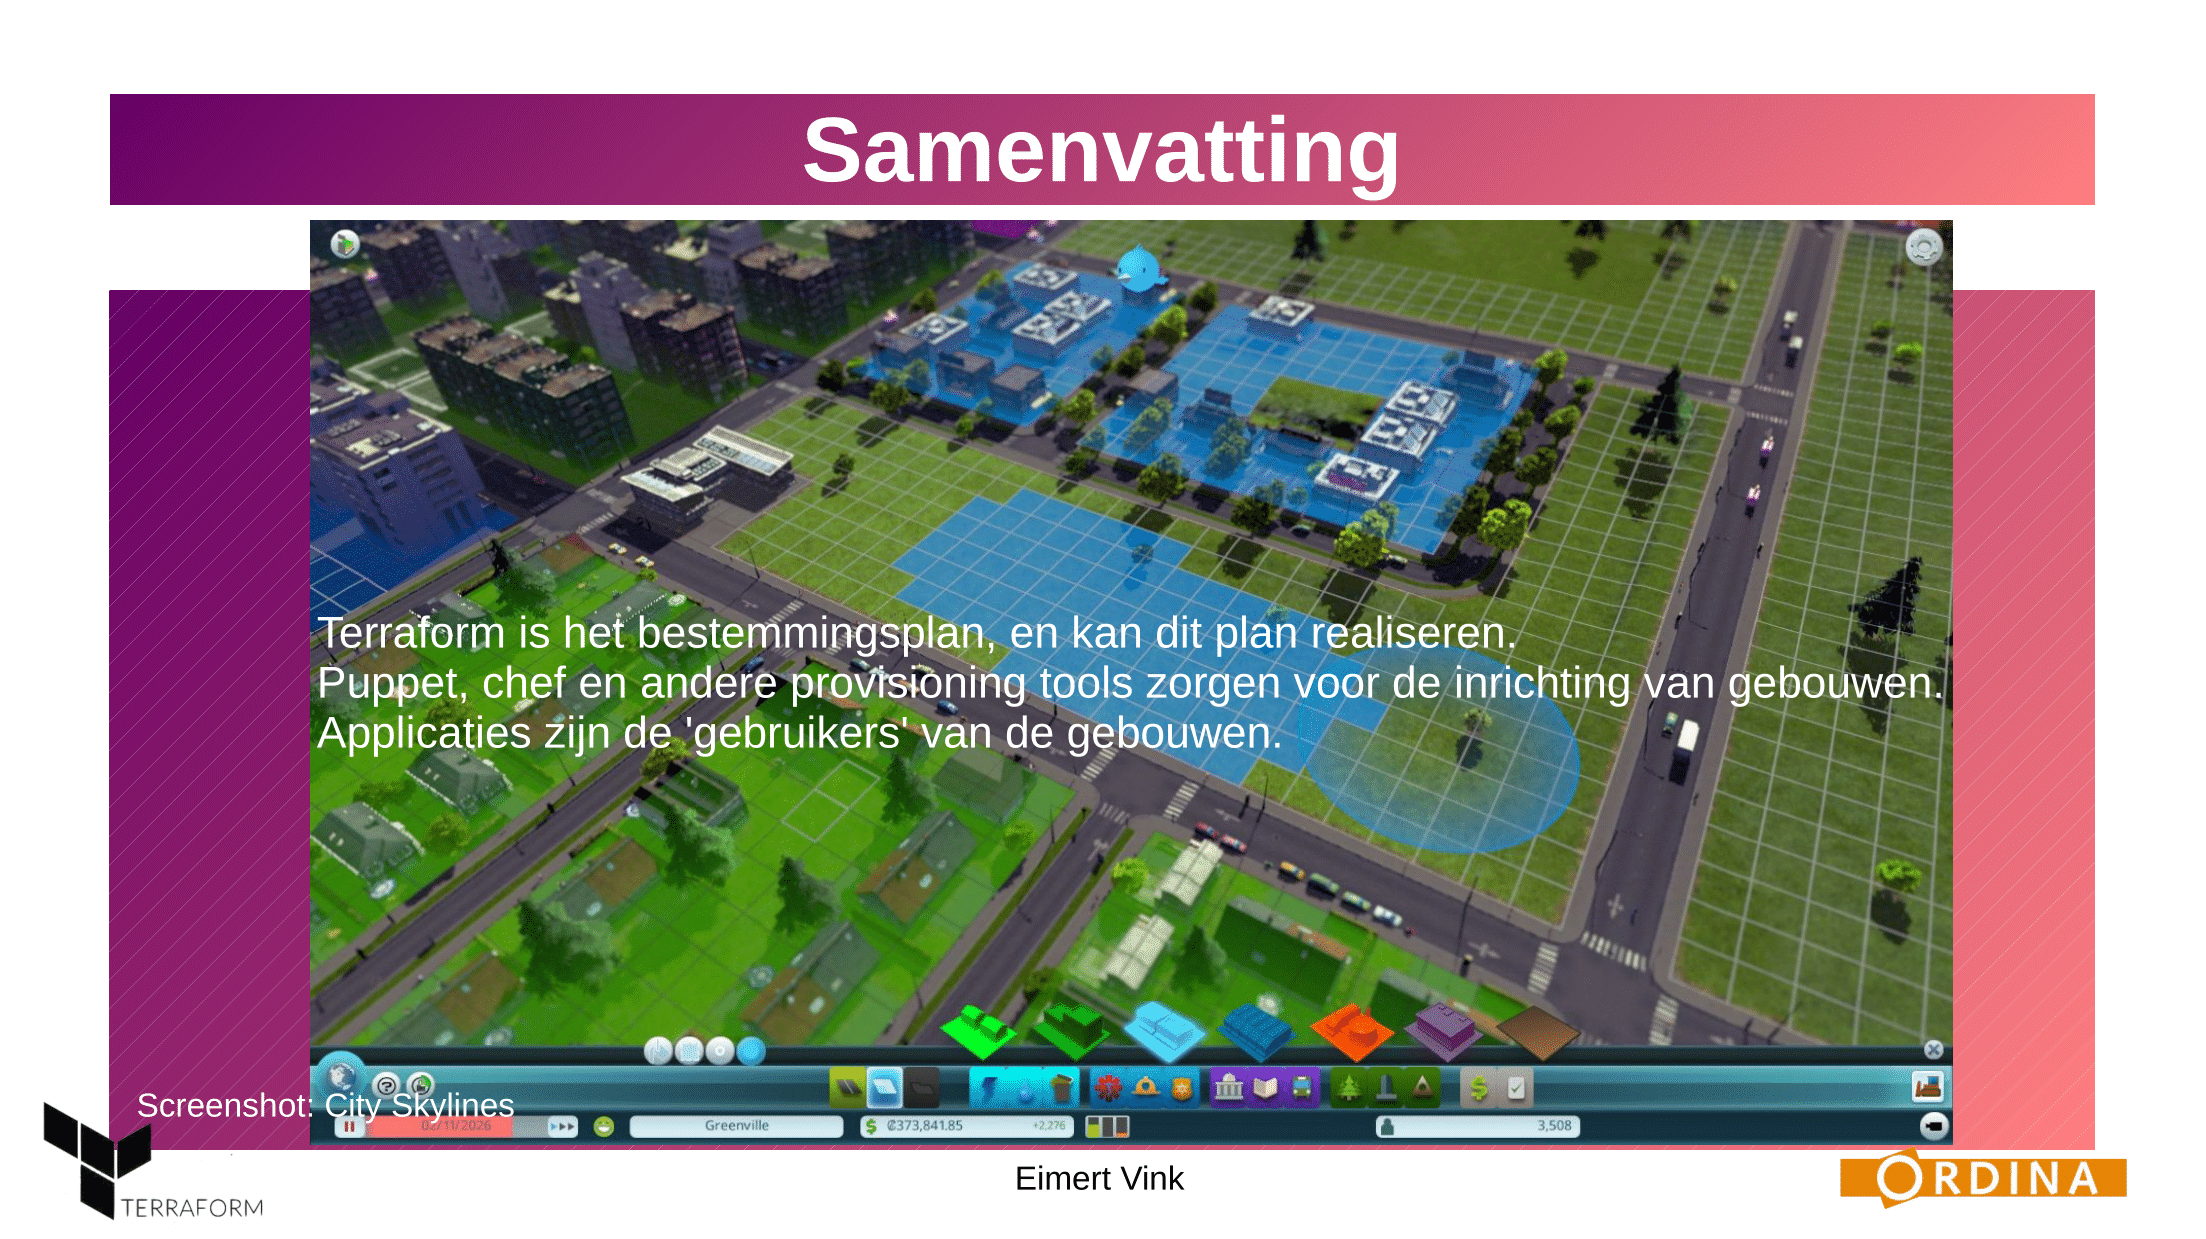 Samenvatting
Terraform is het bestemmingsplan, en kan dit plan realiseren.
Puppet, chef en andere provisioning tools zorgen voor de inrichting van gebouwen.
Applicaties zijn de 'gebruikers' van de gebouwen.
Screenshot: City Skylines
02/11/2026
Greenville
₡373,841.85
+2,276
3,508
Eimert Vink
TERRAFORM
ORDINA